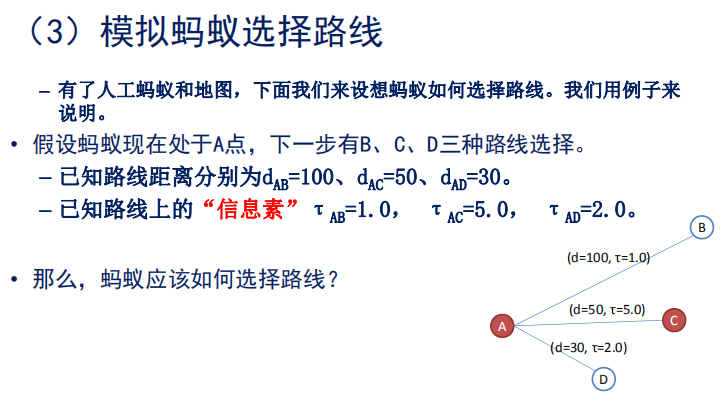 （3）模拟蚂蚁选择路线
– 有了人工蚂蚁和地图，下面我们来设想蚂蚁如何选择路线。我们用例子来
说明。
• 假设蚂蚁现在处于A点，下一步有B、C、D三种路线选择。
– 已知路线距离分别为dAB=100、dAC=50、dAD=30。
– 已知路线上的“信息素”τAB=1.0， τAC=5.0， τAD=2.0。
• 那么，蚂蚁应该如何选择路线？
B
(d=100, τ=1.0)
(d=50, τ=5.0)
A
C
(d=30, τ=2.0)
D